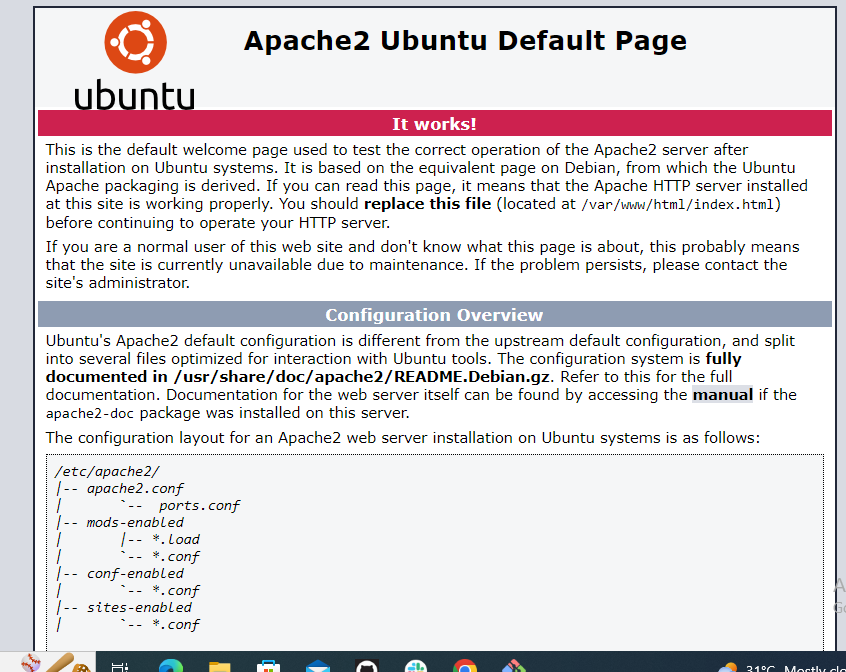 ubuntu
Apache2 Ubuntu Default Page
It works!
This is the default welcome page used to test the correct operation of the Apache2 server after
installation on Ubuntu systems. It is based on the equivalent page on Debian, from which the Ubuntu
Apache packaging is derived. If you can read this page, it means that the Apache HTTP server installed
at this site is working properly. You should replace this file (located at /var/www/html/index.html)
before continuing to operate your HTTP server.
If you are a normal user of this web site and don't know what this page is about, this probably means
that the site is currently unavailable due to maintenance. If the problem persists, please contact the
site's administrator.
Configuration Overview
Ubuntu's Apache2 default configuration is different from the upstream default configuration, and split
into several files optimized for interaction with Ubuntu tools. The configuration system is fully
documented in /usr/share/doc/apache2/README.Debian.gz. Refer to this for the full
documentation. Documentation for the web server itself can be found by accessing the manual if the
apache2-doc package was installed on this server.
The configuration layout for an Apache2 web server installation on Ubuntu systems is as follows:
/etc/apache2/
|-- apache2.conf
|       `--  ports.conf
|-- mods-enabled
|       |-- *.load
|       `-- *.conf
|-- conf-enabled
|       `-- *.conf
|-- sites-enabled
|       `-- *.conf
31°C Mostly